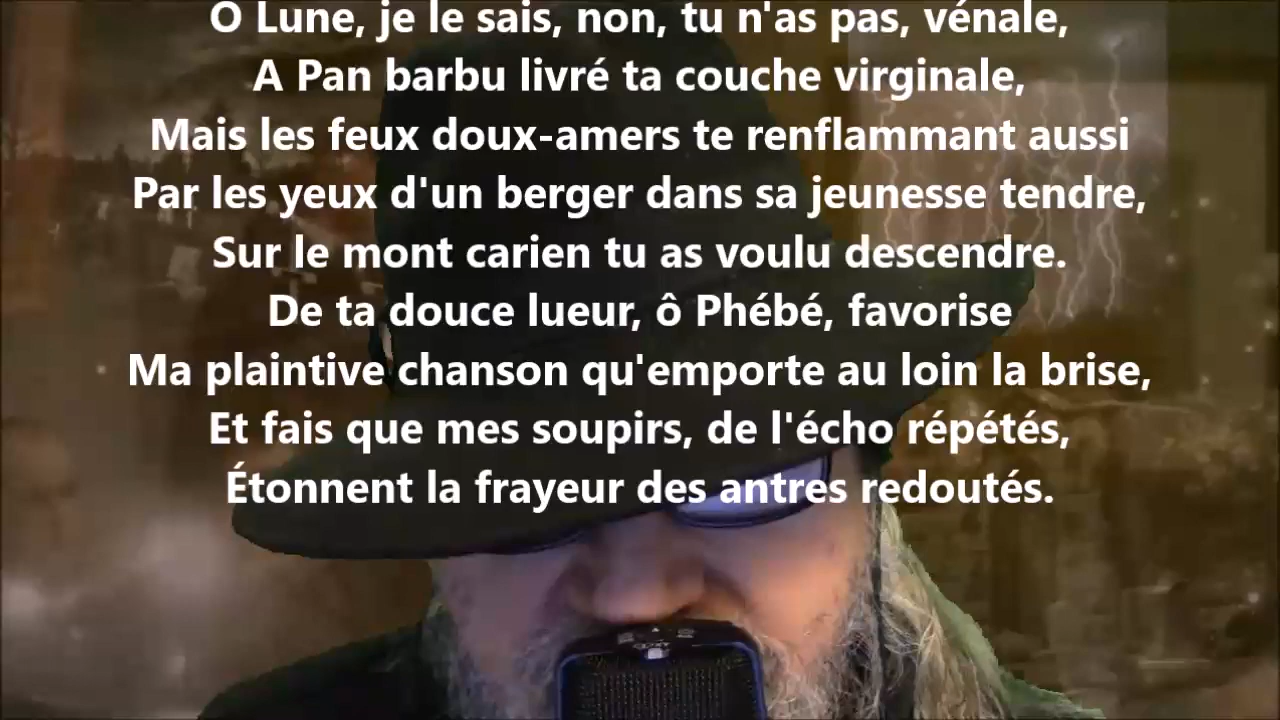 Ô Lune, je le sais, non, tu n'as pas, vénale,
A Pan barbu livré ta couche virginale,
Mais les feux doux-amers te renflammant aussi
Par les yeux d'un berger dans sa jeunesse tendre,
Sur le mont carien tu as voulu descendre.
De ta douce lueur, ô Phébé, favorise
Ma plaintive chanson qu'emporte au loin la brise,
Et fais que mes soupirs, de l'écho répétés,
Étonnent la frayeur des antres redoutés.